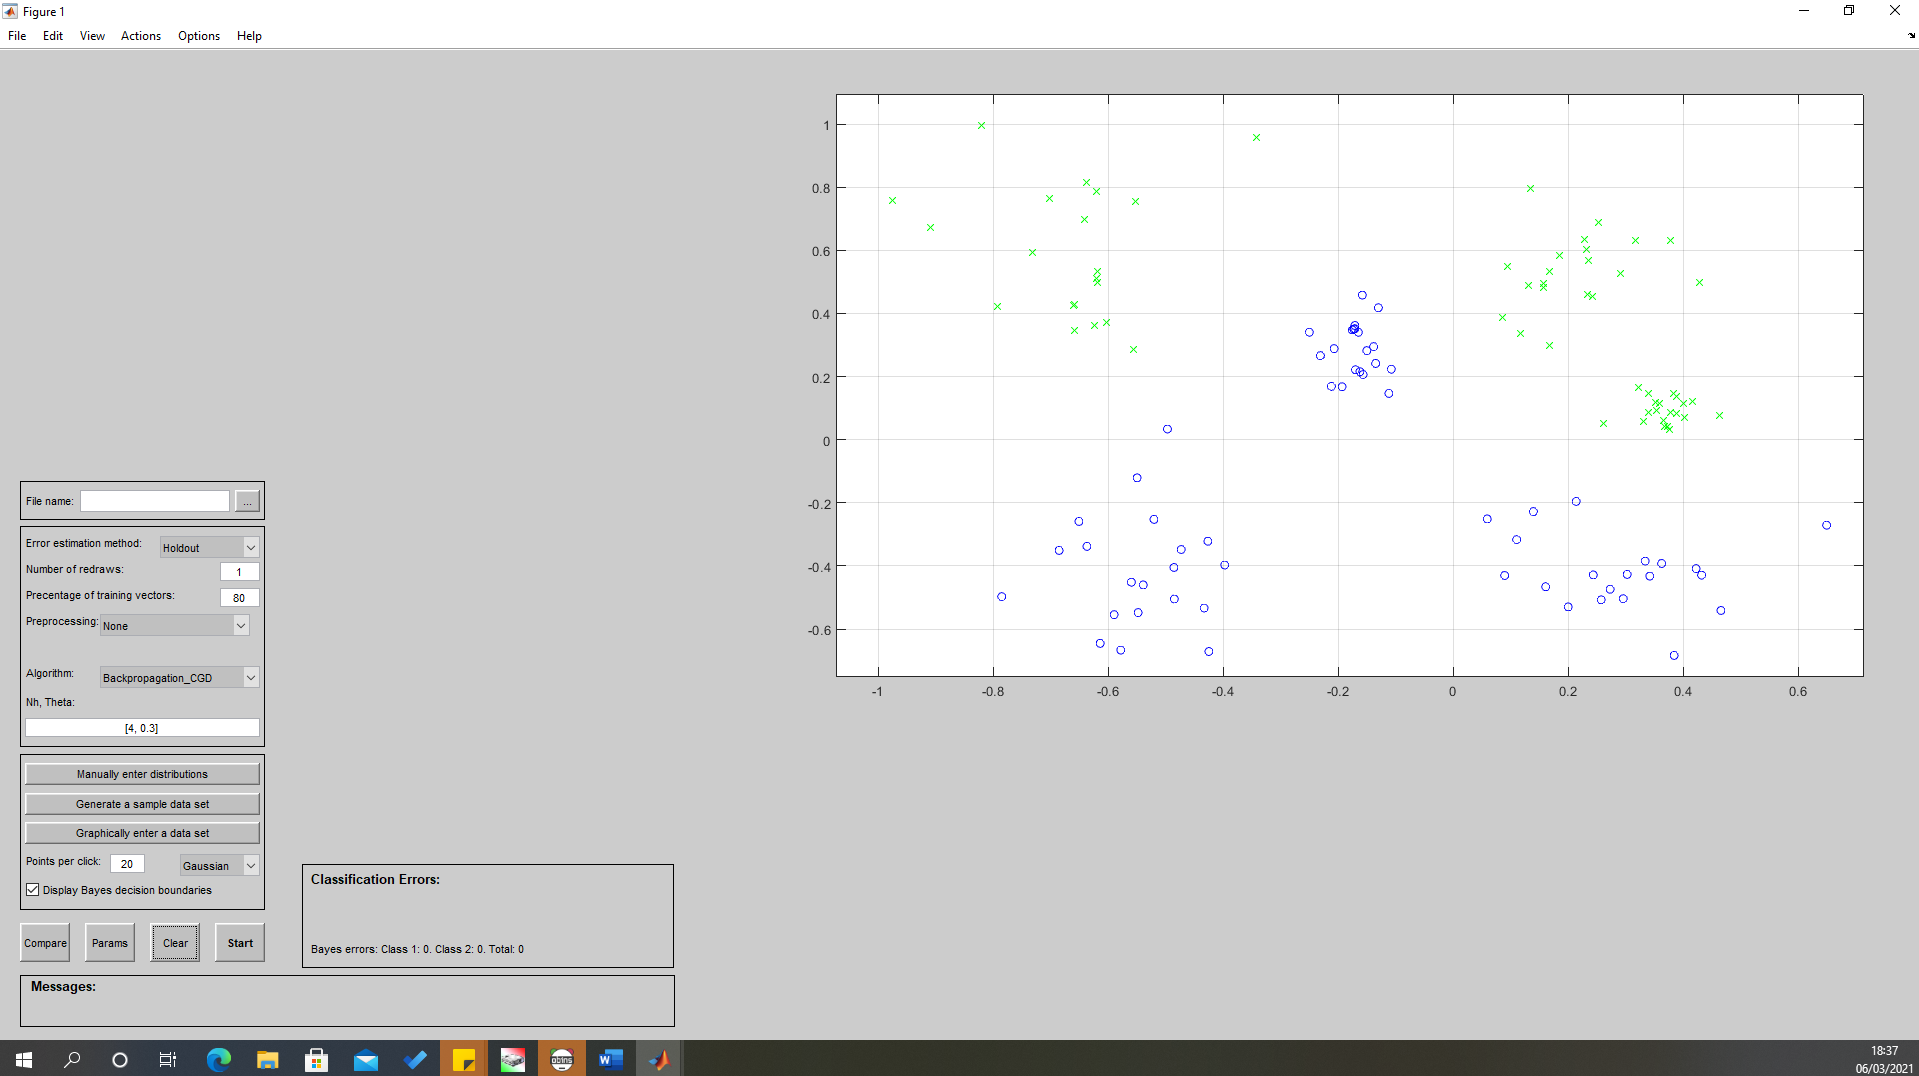 Figure 1
File Edit View Actions Options Help
1
0.8
0.6
0.4
0.2
0
-0.2
-0.4
-0.6
-1 -0.8 -0.6 -0.4 -0.2 0 0.2 0.4 0.6
File name: ...
Error estimation method: Holdout
Number of redraws: 1
Precentage of training vectors: 80
Preprocessing: None
Algorithm: Backpropagation_CGD
Nh, Theta:
[4, 0.3]
Manually enter distributions
Generate a sample data set
Graphically enter a data set
Points per click: 20 Gaussian
Display Bayes decision boundaries
Compare Params Clear Start
Classification Errors:
Bayes errors: Class 1: 0. Class 2: 0. Total: 0
Messages:
obins
W
18:37
06/03/2021